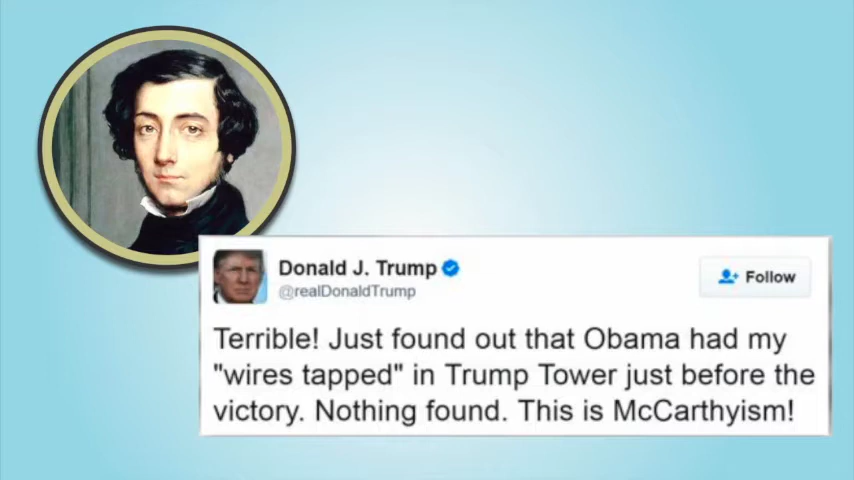 Donald J. Trump
@realDonaldTrump
Follow
Terrible! Just found out that Obama had my
"wires tapped" in Trump Tower just before the
victory. Nothing found. This is McCarthyism!